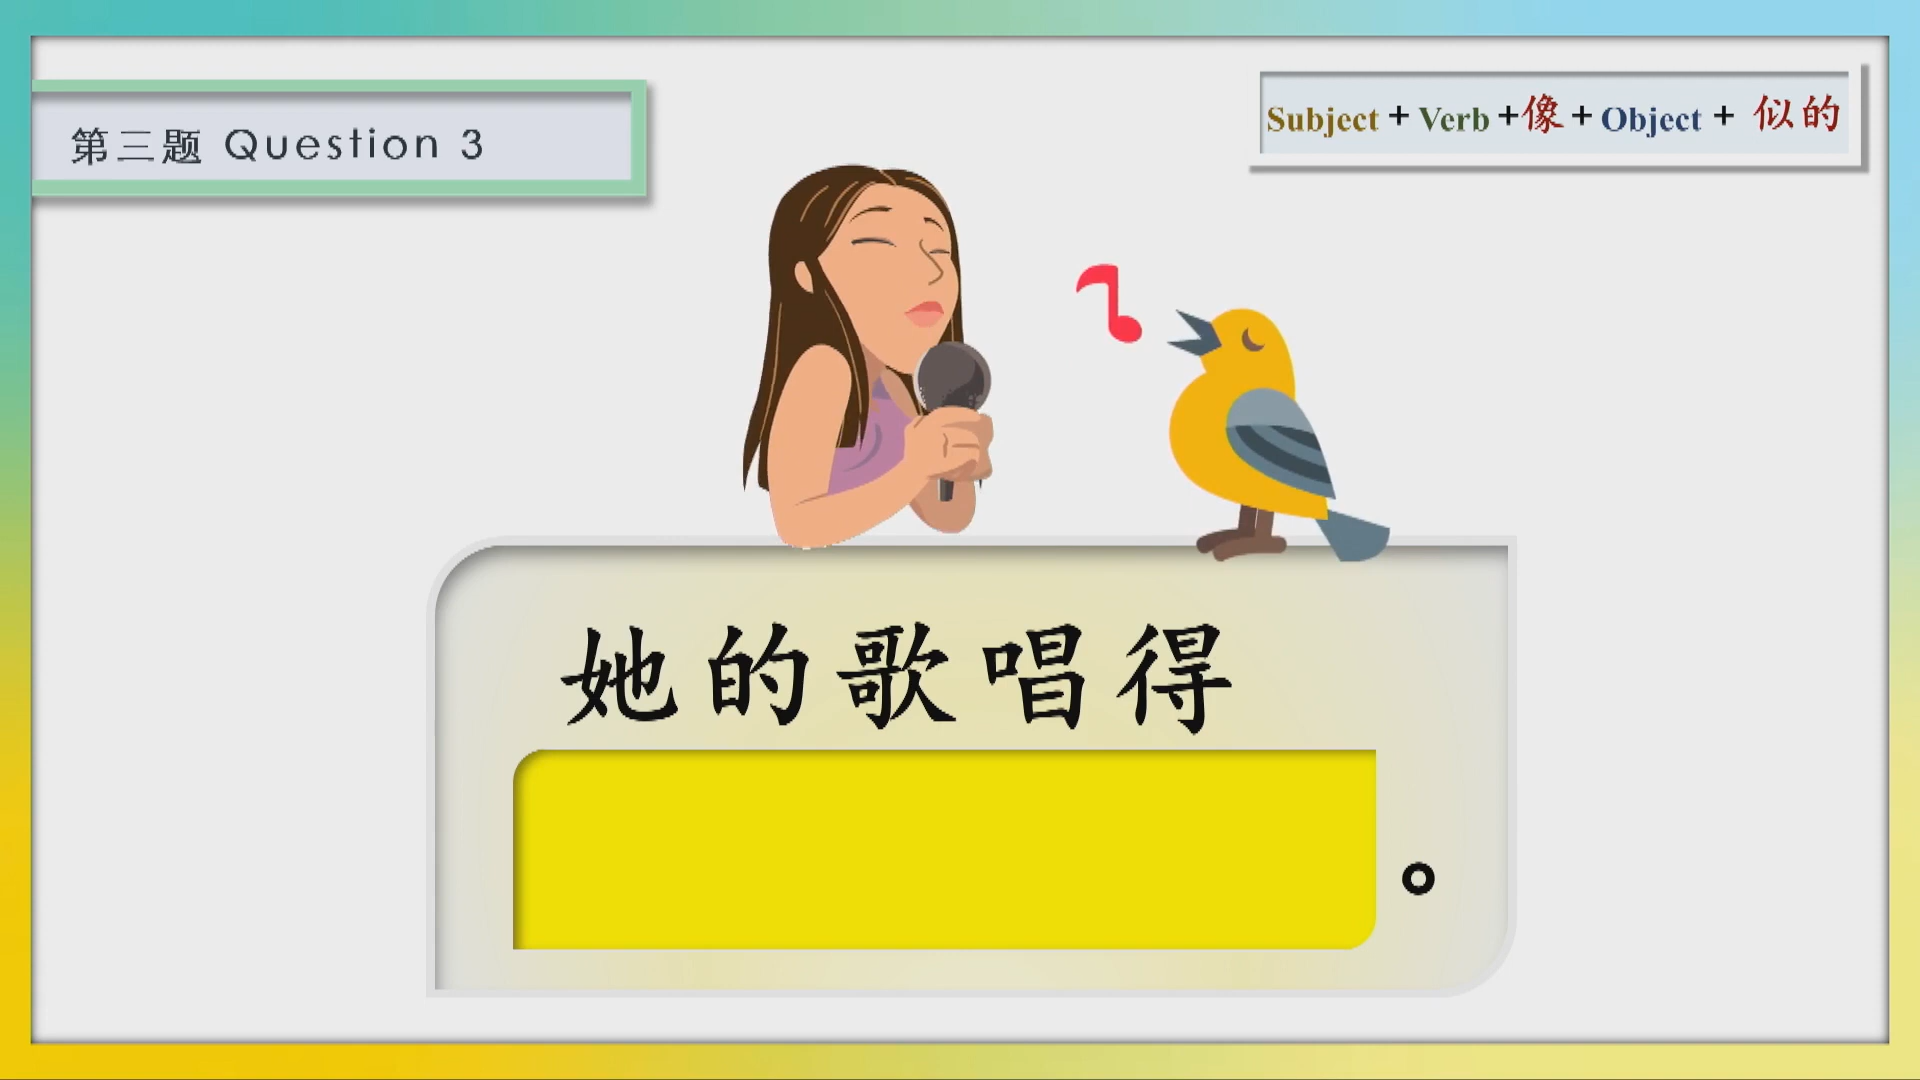 第三题 Question 3
Subject + Verb +像+ Object + 似的
她的歌唱得
。